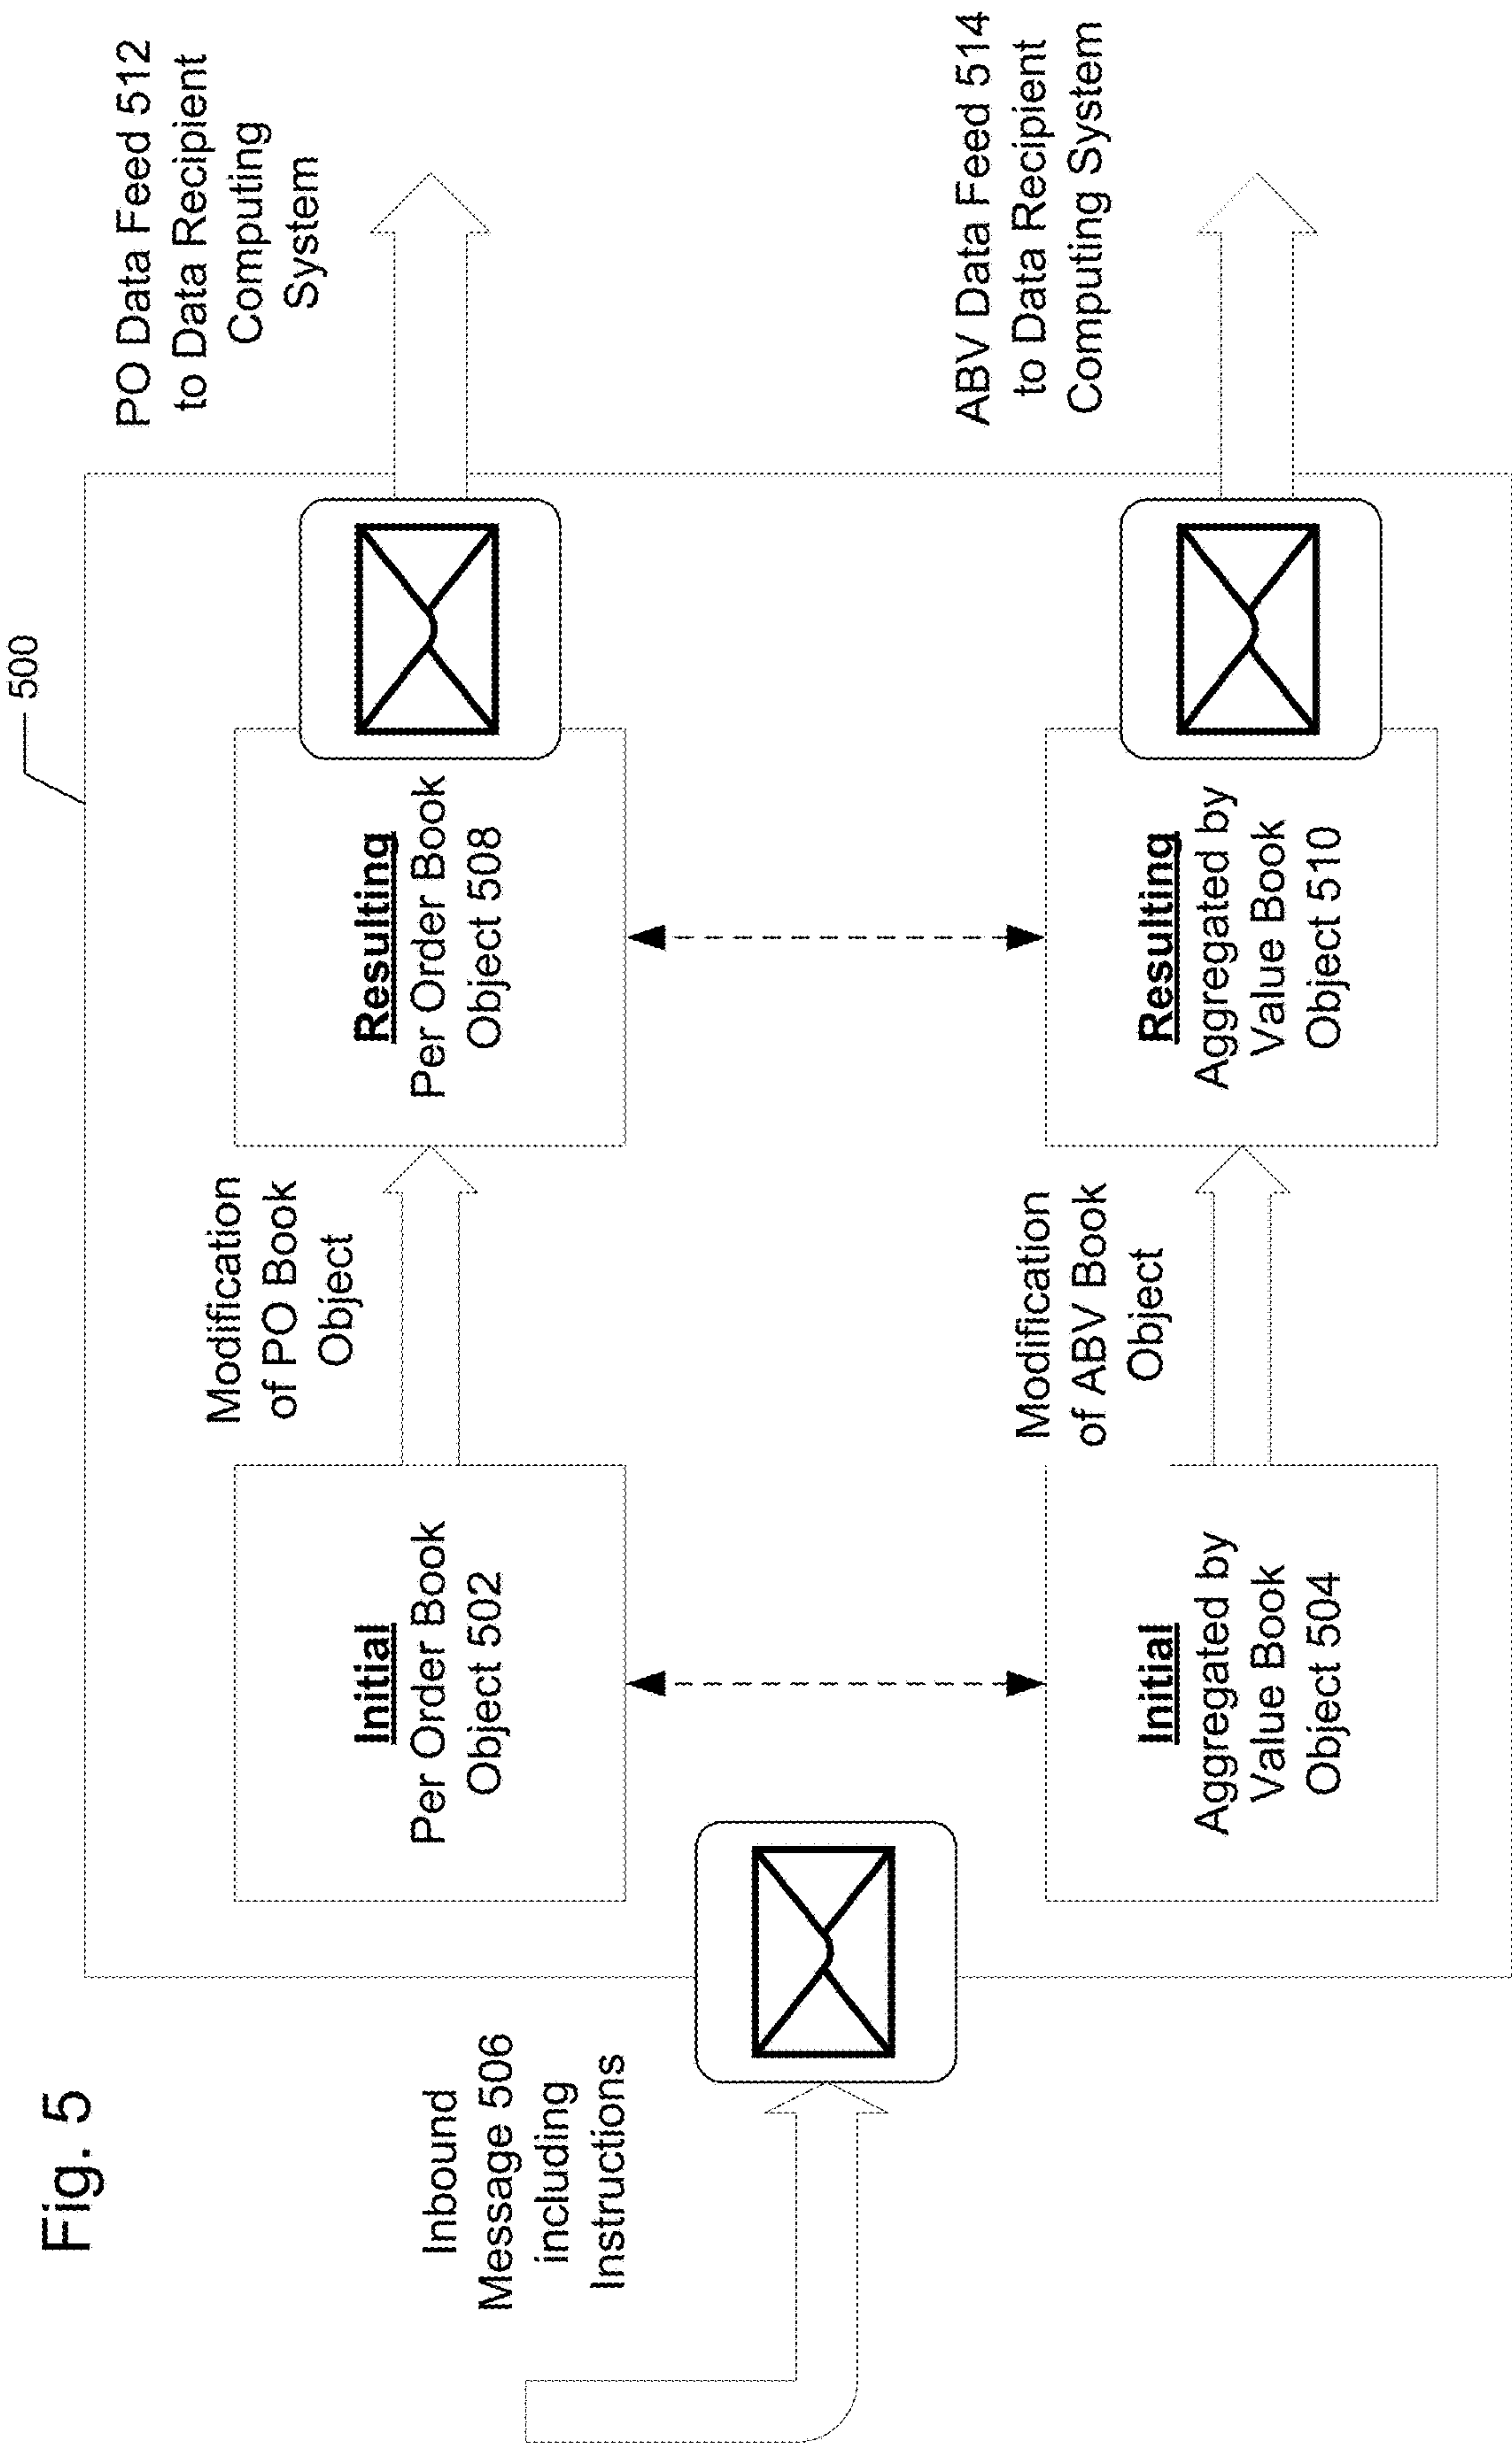 Fig. 5
500
Inbound
Message 506
including
Instructions
Initial
Per Order Book
Object 502
Modification
of PO Book
Object
Resulting
Per Order Book
Object 508
PO Data Feed 512
to Data Recipient
Computing
System
Initial
Aggregated by
Value Book
Object 504
Modification
of ABV Book
Object
Resulting
Aggregated by
Value Book
Object 510
ABV Data Feed 514
to Data Recipient
Computing System